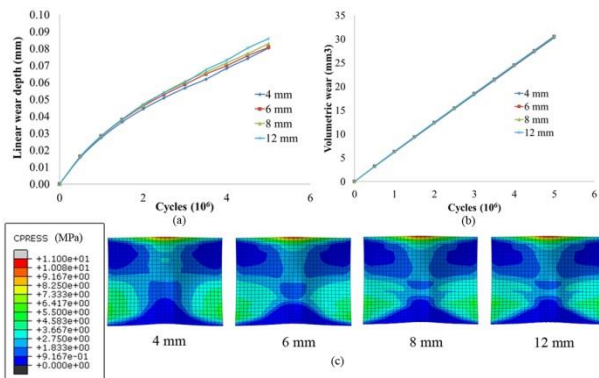 Linear wear depth (mm)
0.10
0.09
0.08
0.07
0.06
0.05
0.04
0.03
0.02
0.01
0.00
0
2
4
6
Cycles (10⁶)
(a)
4 mm
6 mm
8 mm
12 mm
Volumetric wear (mm3)
35
30
25
20
15
10
5
0
0
1
2
3
4
5
6
Cycles (10⁶)
(b)
4 mm
6 mm
8 mm
12 mm
CPRESS (MPa)
+1.100e+01
+1.008e+01
+9.167e+00
+8.250e+00
+7.333e+00
+6.417e+00
+5.500e+00
+4.583e+00
+3.667e+00
+2.750e+00
+1.833e+00
+9.167e-01
+0.000e+00
4 mm
6 mm
8 mm
12 mm
(c)